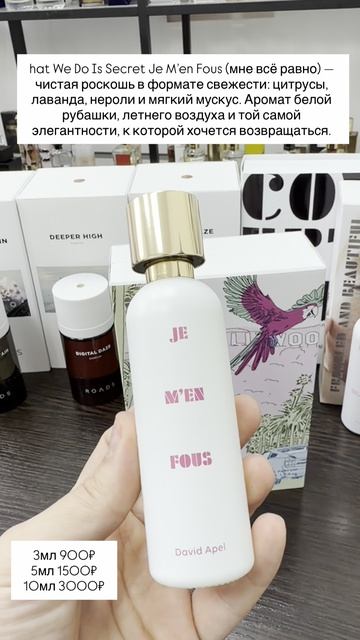 hat We Do Is Secret Je M'en Fous (мне всё равно) —
чистая роскошь в формате свежести: цитрусы,
лаванда, нероли и мягкий мускус. Аромат белой
рубашки, летнего воздуха и той самой
элегантности, к которой хочется возвращаться.
DEEPER HIGH
DIGITAL DAZE
ROADS
JE
M'EN
FOUS
David Apel
3мл 900₽
5мл 1500₽
10мл 3000₽